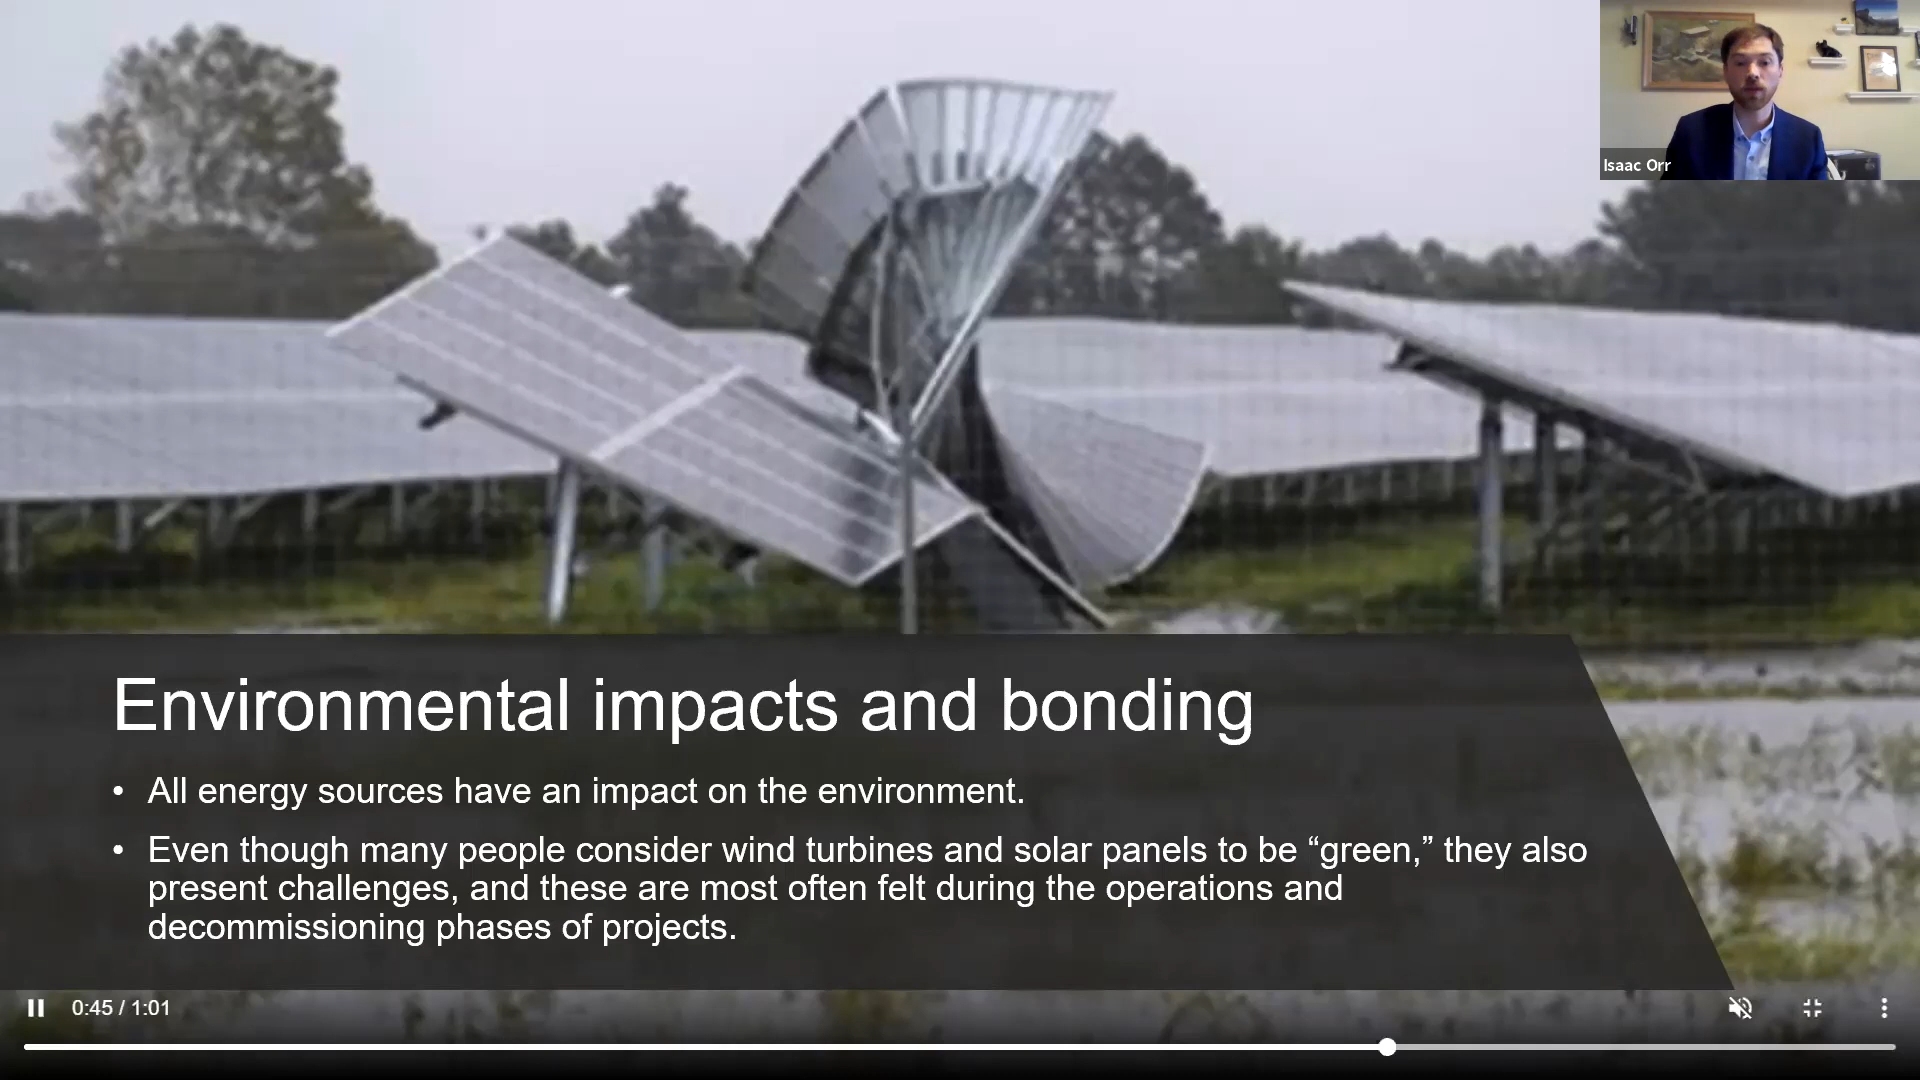 Isaac Orr
Environmental impacts and bonding
• All energy sources have an impact on the environment.
• Even though many people consider wind turbines and solar panels to be “green,” they also
present challenges, and these are most often felt during the operations and
decommissioning phases of projects.
0:45 / 1:01